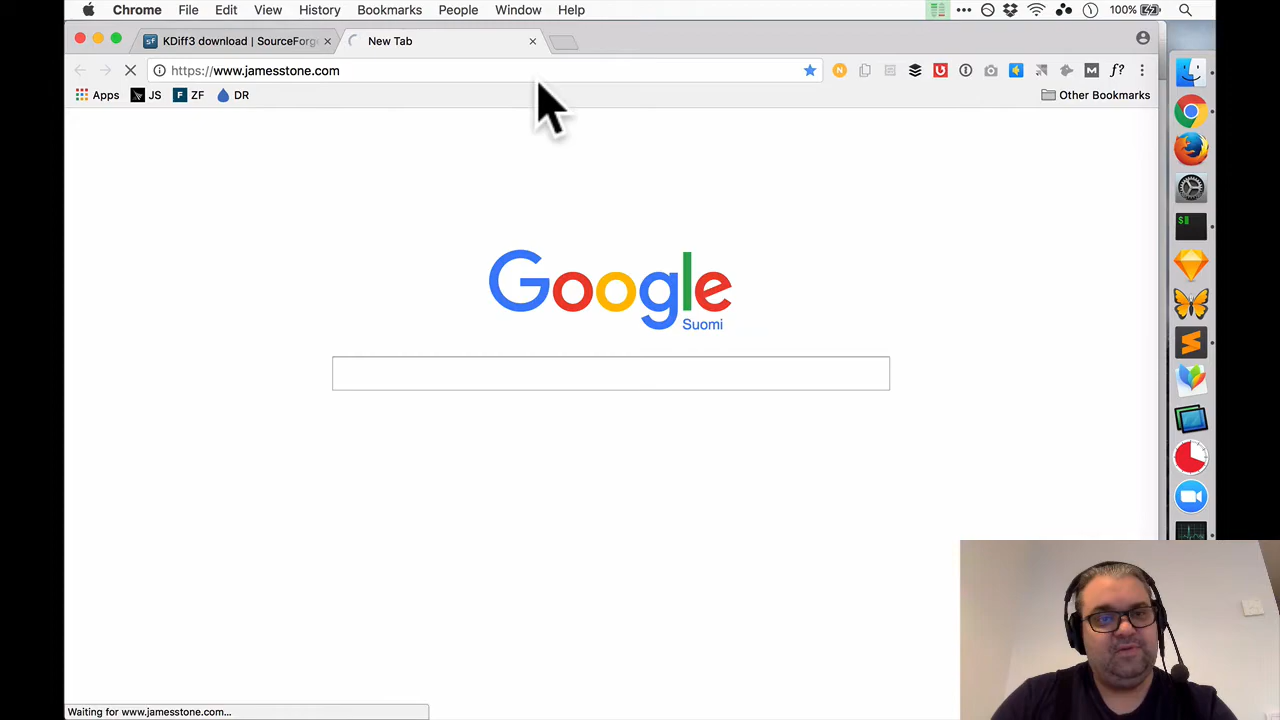 Chrome File Edit View History Bookmarks People Window Help 100%
KDiff3 download | SourceForg New Tab
https://www.jamesstone.com
Apps JS ZF DR Other Bookmarks
Google
Suomi
Waiting for www.jamesstone.com...